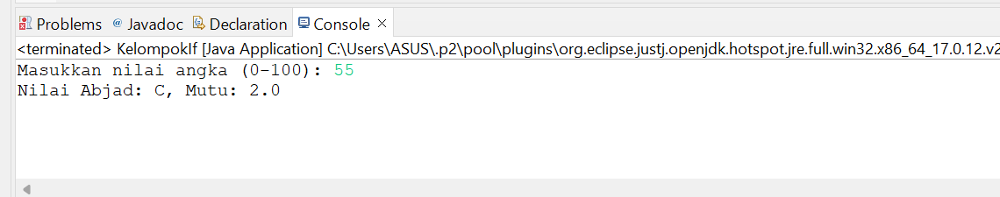 Problems @ Javadoc Declaration Console
<terminated> KelompokIf [Java Application] C:\Users\ASUS\.p2\pool\plugins\org.eclipse.justj.openjdk.hotspot.jre.full.win32.x86_64_17.0.12.v2
Masukkan nilai angka (0-100): 55
Nilai Abjad: C, Mutu: 2.0